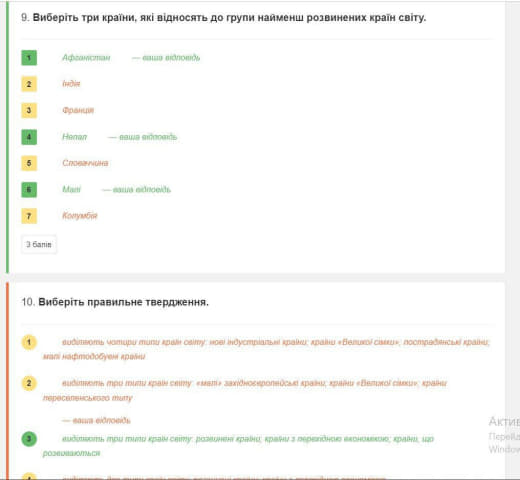 9. Виберіть три країни, які відносять до групи найменш розвинених країн світу.
1 Афганістан — ваша відповідь
2 Індія
3 Франція
4 Непал — ваша відповідь
5 Словаччина
6 Малі — ваша відповідь
7 Колумбія
3 балів
10. Виберіть правильне твердження.
1 виділяють чотири типи країн світу: нові індустріальні країни; країни «Великої сімки»; пострадянські країни;
малі нафтодобувні країни
2 виділяють три типи країн світу: «малі» західноєвропейські країни; країни «Великої сімки»; країни
переселенського типу
— ваша відповідь
3 виділяють три типи країн світу: розвинені країни; країни з перехідною економікою; країни, що
розвиваються
Актив
Перейд
Window